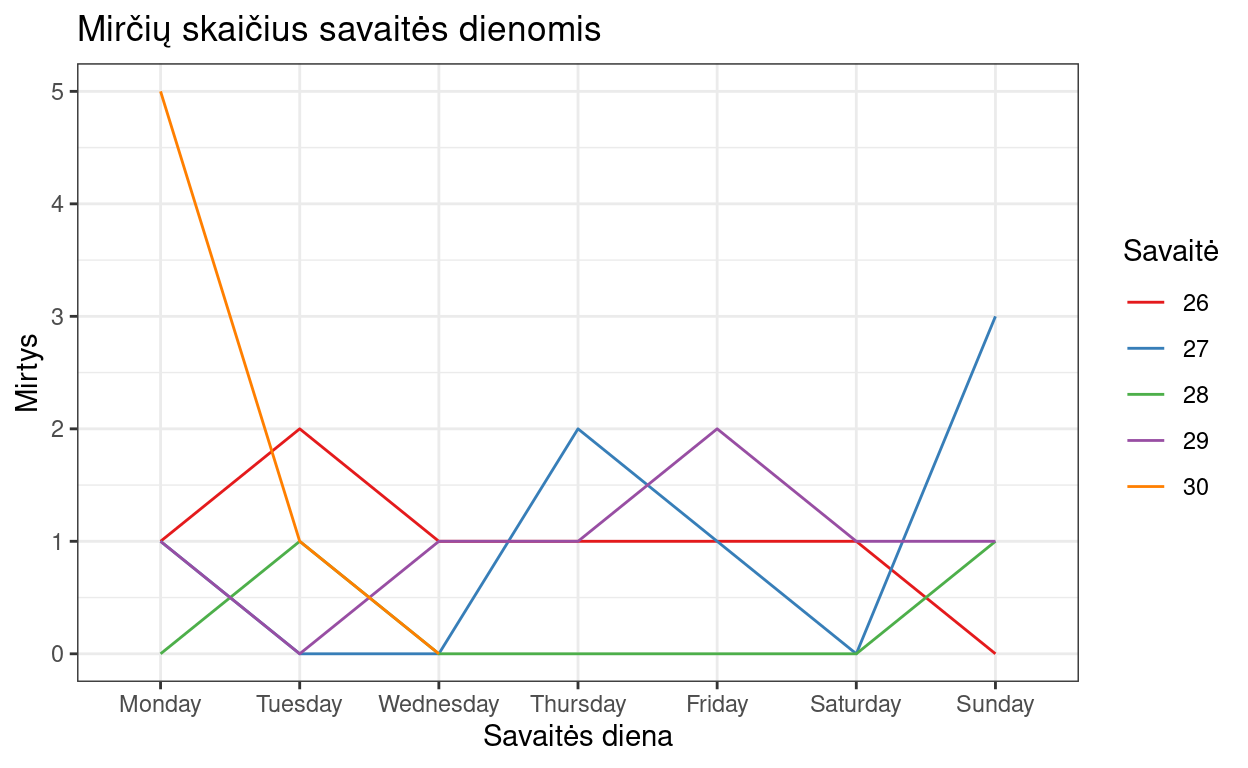 Mirčių skaičius savaitės dienomis
Mirtys
5
4
3
2
1
0
Monday Tuesday Wednesday Thursday Friday Saturday Sunday
Savaitės diena
Savaitė
26
27
28
29
30